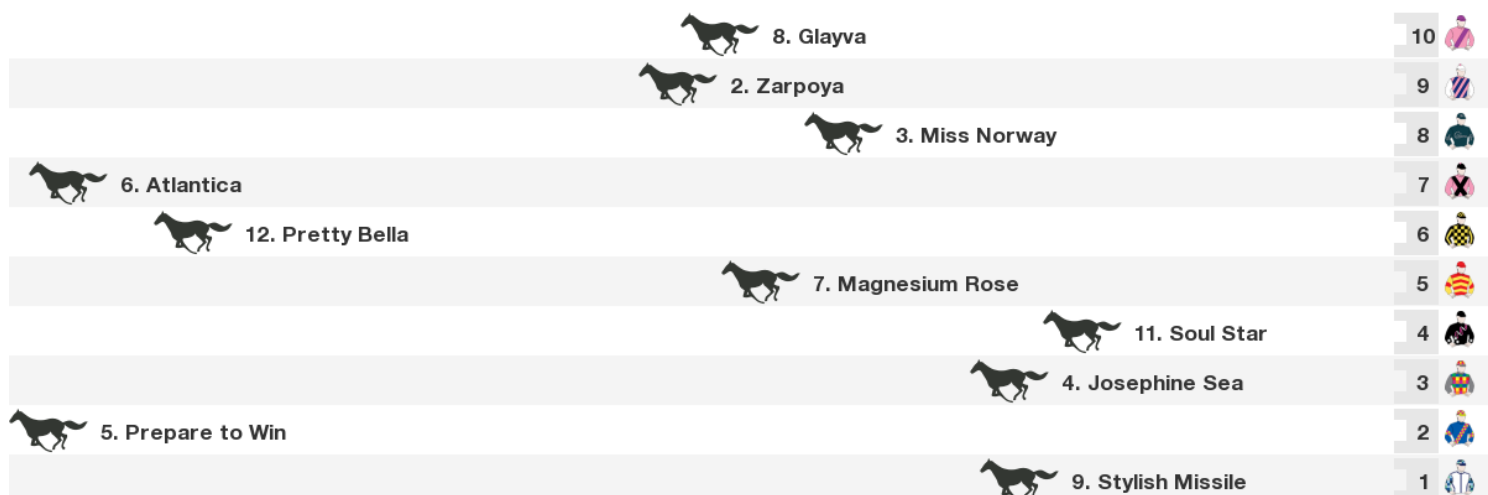 8. Glayva 10
2. Zarpoya 9
3. Miss Norway 8
6. Atlantica 7
12. Pretty Bella 6
7. Magnesium Rose 5
11. Soul Star 4
4. Josephine Sea 3
5. Prepare to Win 2
9. Stylish Missile 1